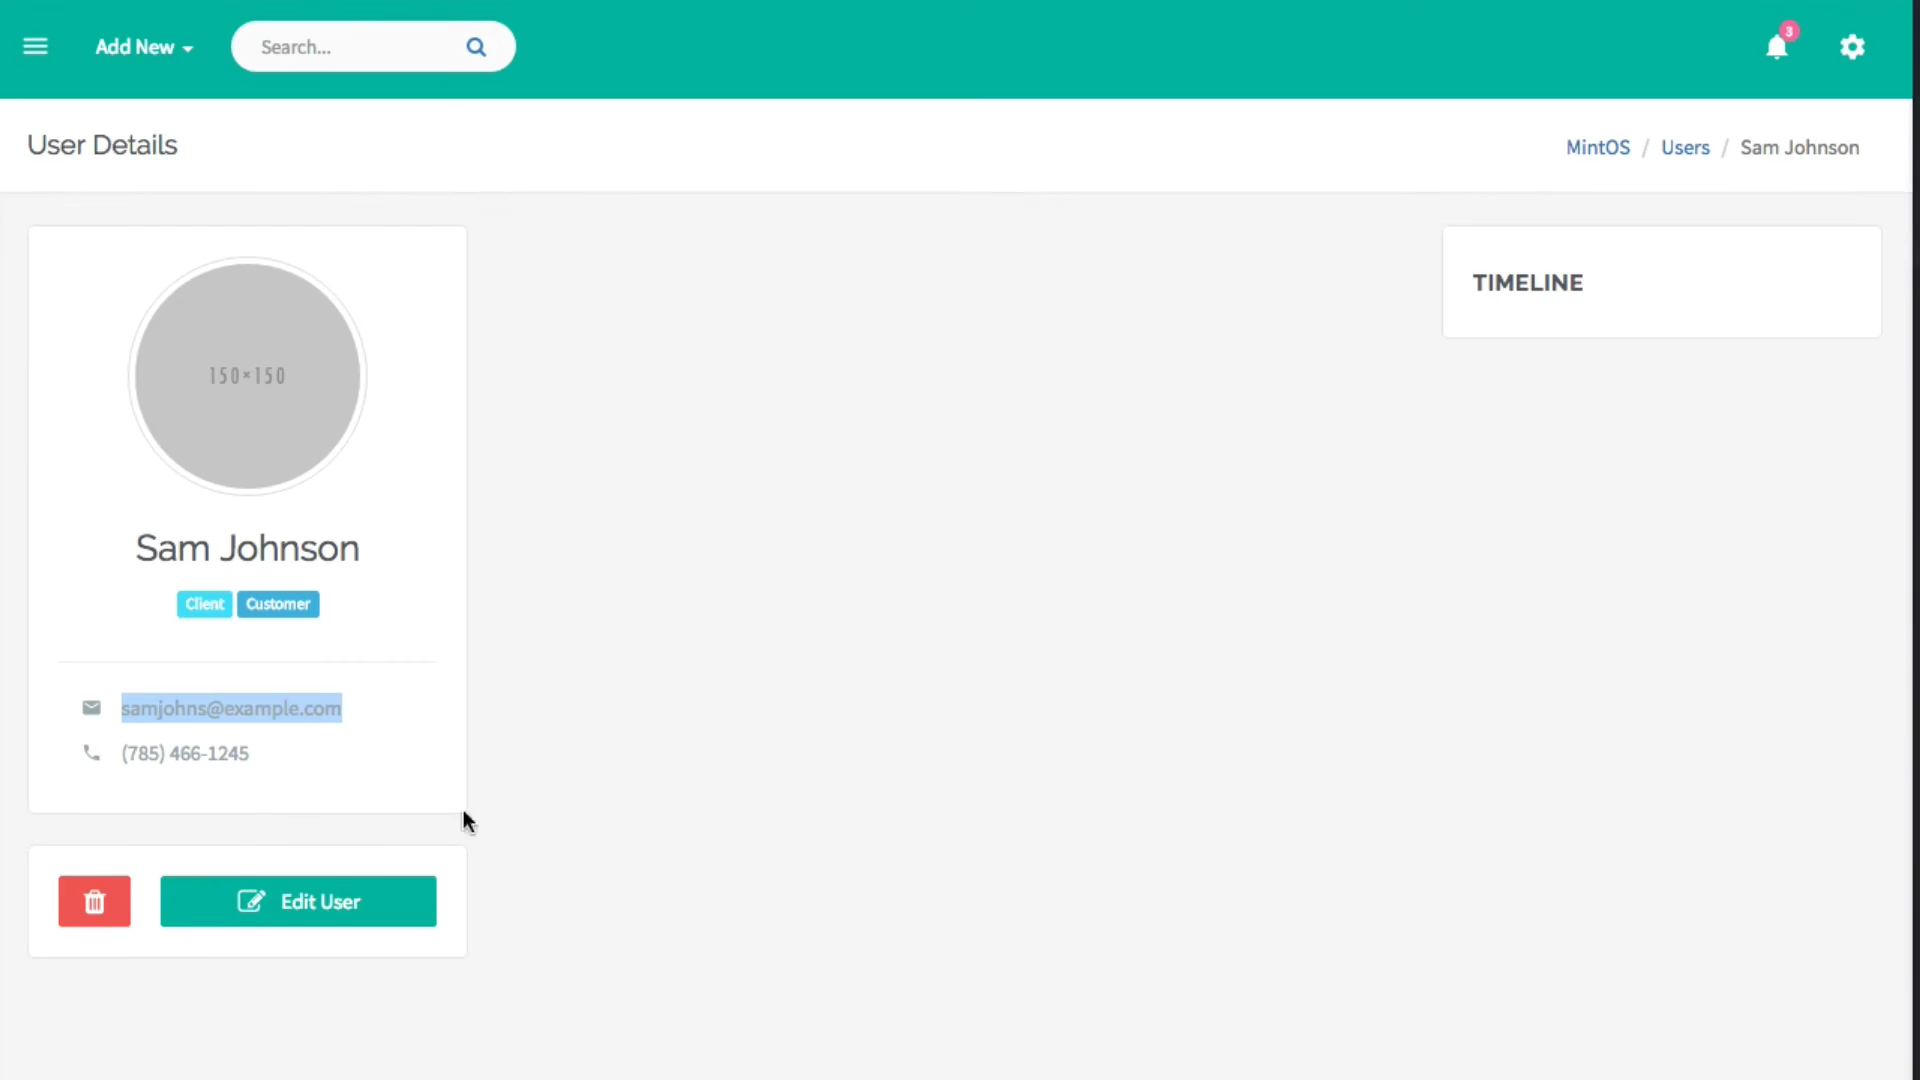 Add New
Search...
3
User Details
MintOS / Users / Sam Johnson
150×150
TIMELINE
Sam Johnson
Client Customer
samjohns@example.com
(785) 466-1245
Edit User